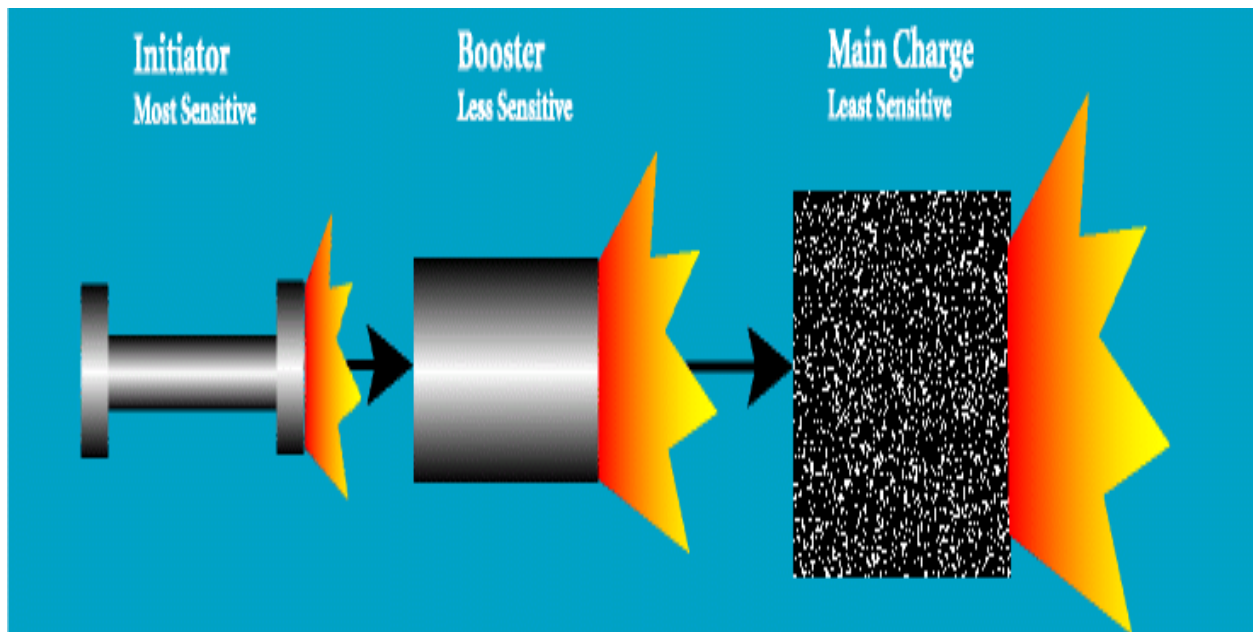 Initiator
Most Sensitive
Booster
Less Sensitive
Main Charge
Least Sensitive